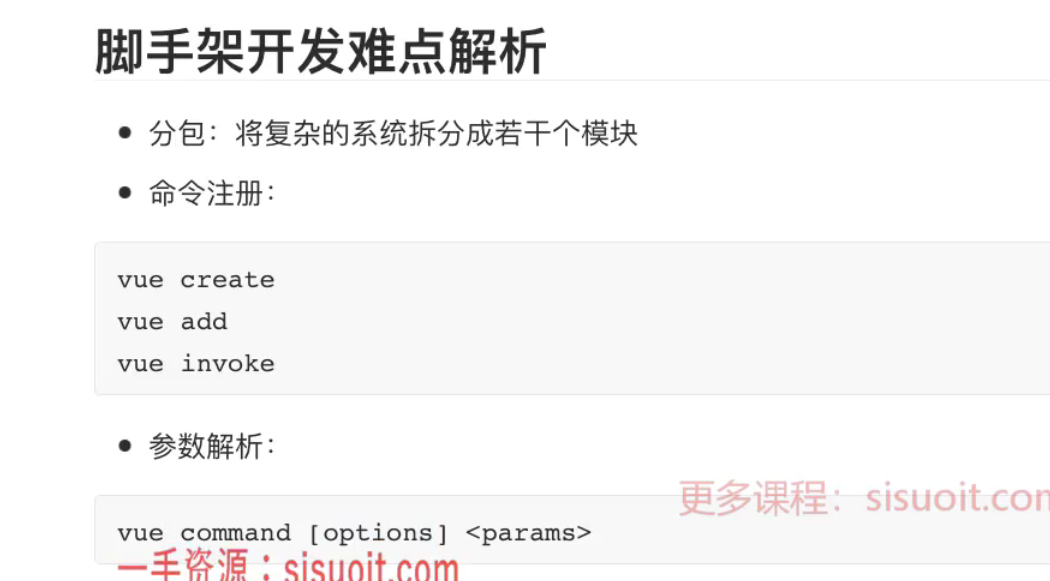 脚手架开发难点解析
分包：将复杂的系统拆分成若干个模块
命令注册：
vue create
vue add
vue invoke
参数解析：
更多课程：sisuoit.com
vue command [options] <params>
一手资源：sisuoit.com